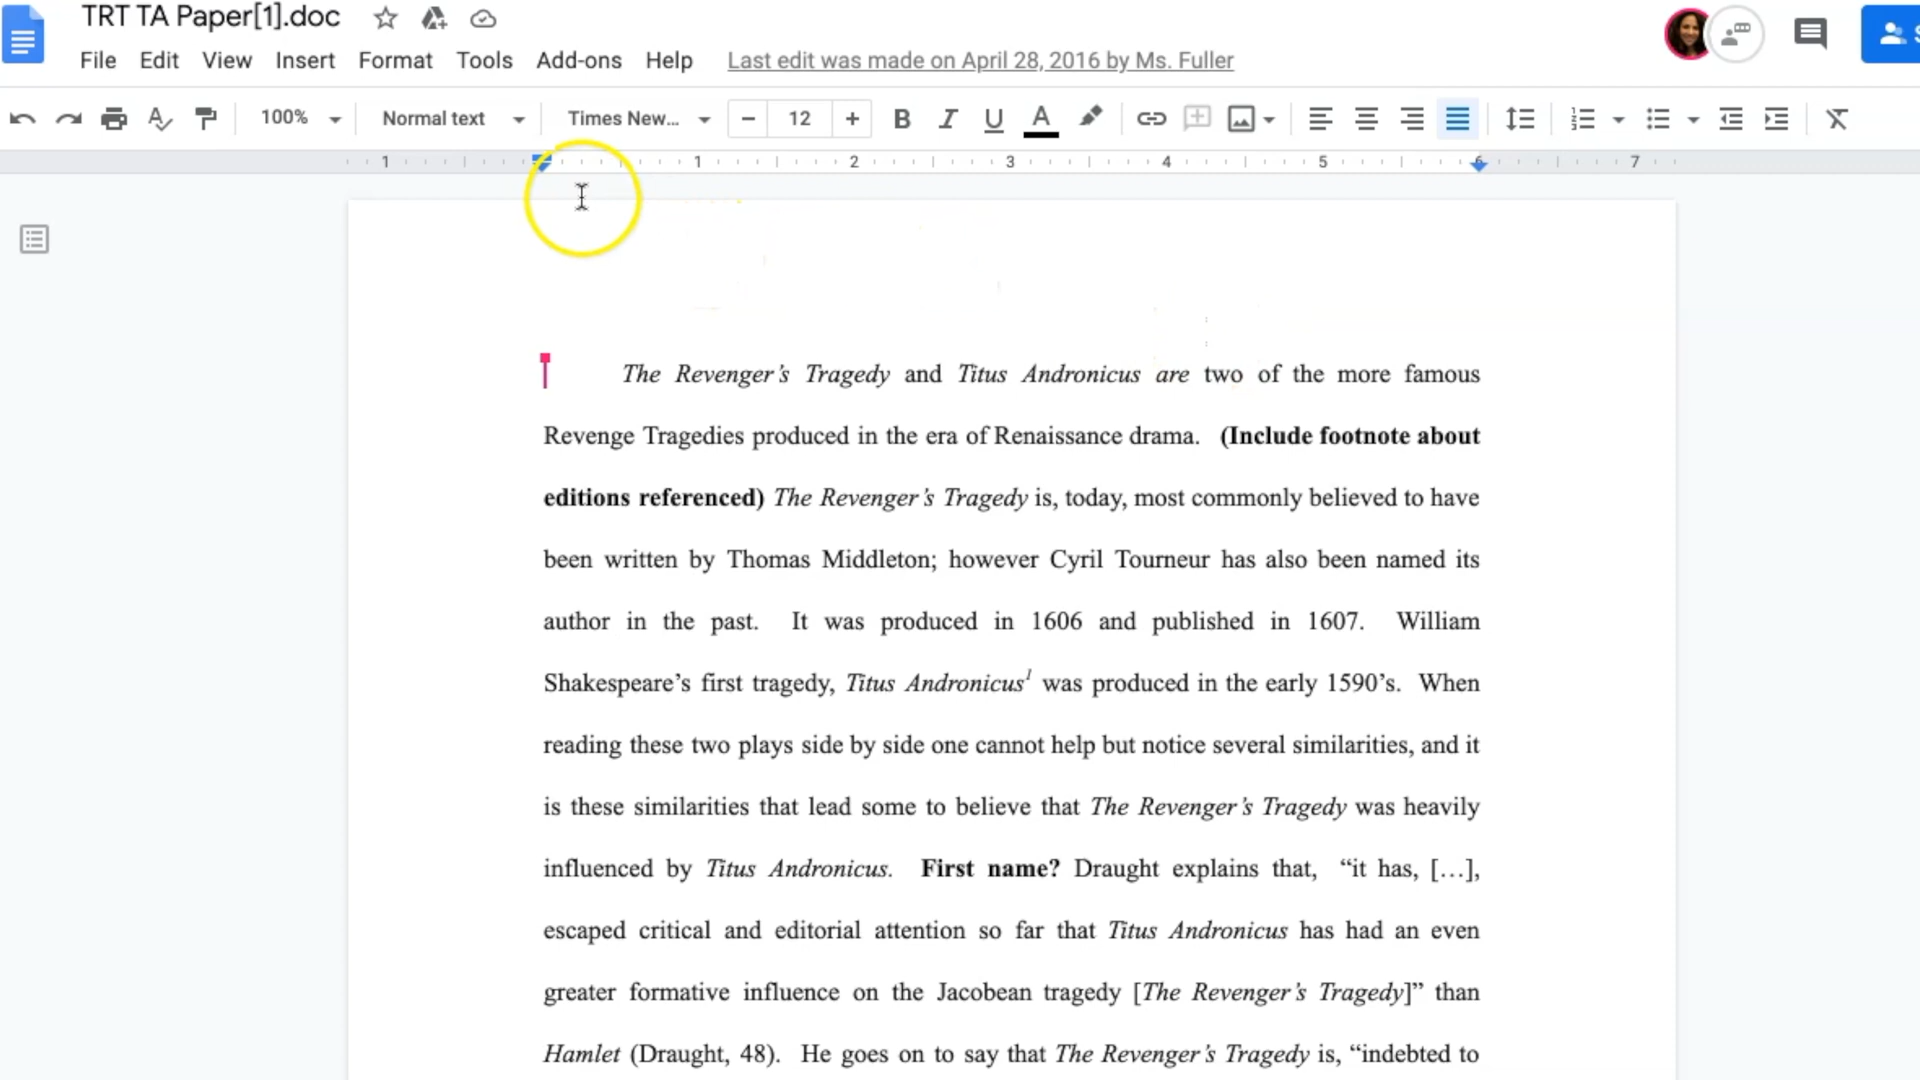 TRT TA Paper[1].doc
File Edit View Insert Format Tools Add-ons Help Last edit was made on April 28, 2016 by Ms. Fuller
100% Normal text Times New... 12 B I U A
1 1 2 3 4 5 6 7
The Revenger’s Tragedy and Titus Andronicus are two of the more famous
Revenge Tragedies produced in the era of Renaissance drama. (Include footnote about
editions referenced) The Revenger’s Tragedy is, today, most commonly believed to have
been written by Thomas Middleton; however Cyril Tourneur has also been named its
author in the past. It was produced in 1606 and published in 1607. William
Shakespeare’s first tragedy, Titus Andronicus¹ was produced in the early 1590’s. When
reading these two plays side by side one cannot help but notice several similarities, and it
is these similarities that lead some to believe that The Revenger’s Tragedy was heavily
influenced by Titus Andronicus. First name? Draught explains that, “it has, […],
escaped critical and editorial attention so far that Titus Andronicus has had an even
greater formative influence on the Jacobean tragedy [The Revenger’s Tragedy]” than
Hamlet (Draught, 48). He goes on to say that The Revenger’s Tragedy is, “indebted to